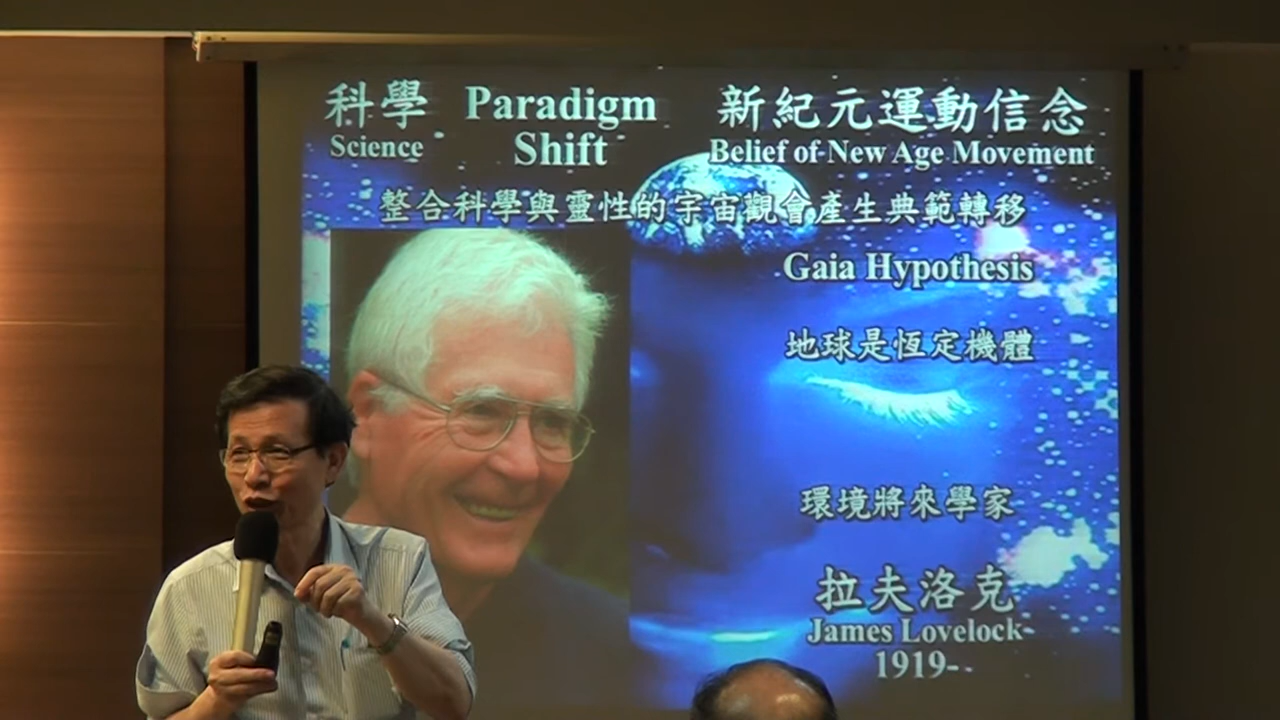 科學 Paradigm Shift 新紀元運動信念
Science Belief of New Age Movement
整合科學與靈性的宇宙觀會產生典範轉移
Gaia Hypothesis
地球是恆定機體
環境將來學家
拉夫洛克
James Lovelock
1919-